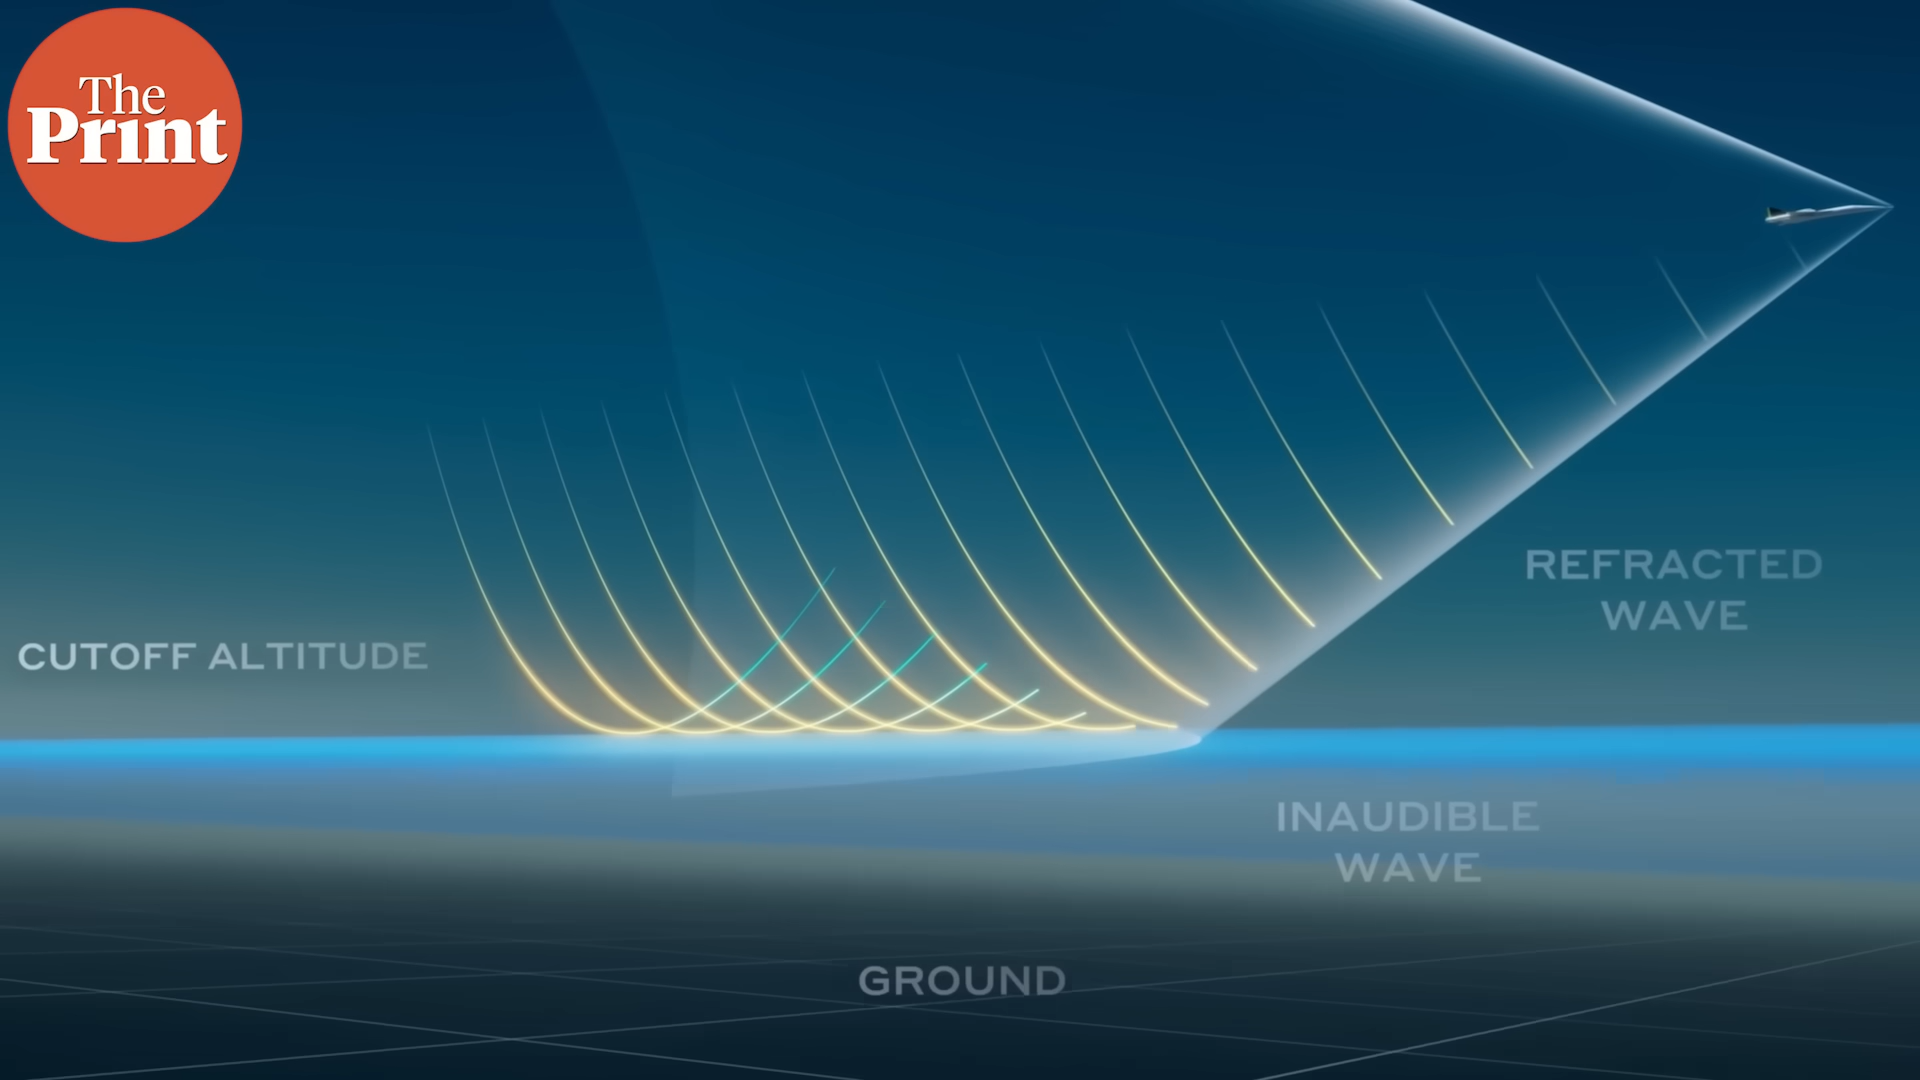 The
Print
REFRACTED
WAVE
CUTOFF ALTITUDE
INAUDIBLE
WAVE
GROUND